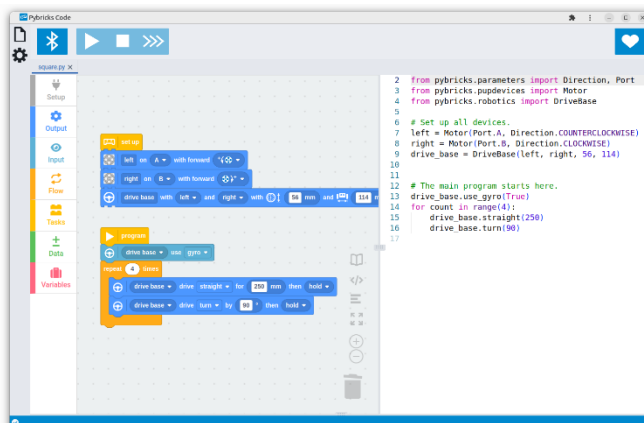 Pybricks Code
square.py ×
Setup
Output
Input
Flow
Tasks
Data
Variables
set up
left on A with forward
right on B with forward
drive base with left and right with 56 mm and 114
program
drive base use gyro
repeat 4 times
drive base drive straight for 250 mm then hold
drive base drive turn by 90 ° then hold
2 from pybricks.parameters import Direction, Port
3 from pybricks.pupdevices import Motor
4 from pybricks.robotics import DriveBase
5
6 # Set up all devices.
7 left = Motor(Port.A, Direction.COUNTERCLOCKWISE)
8 right = Motor(Port.B, Direction.CLOCKWISE)
9 drive_base = DriveBase(left, right, 56, 114)
10
11
12 # The main program starts here.
13 drive_base.use_gyro(True)
14 for count in range(4):
15     drive_base.straight(250)
16     drive_base.turn(90)
17